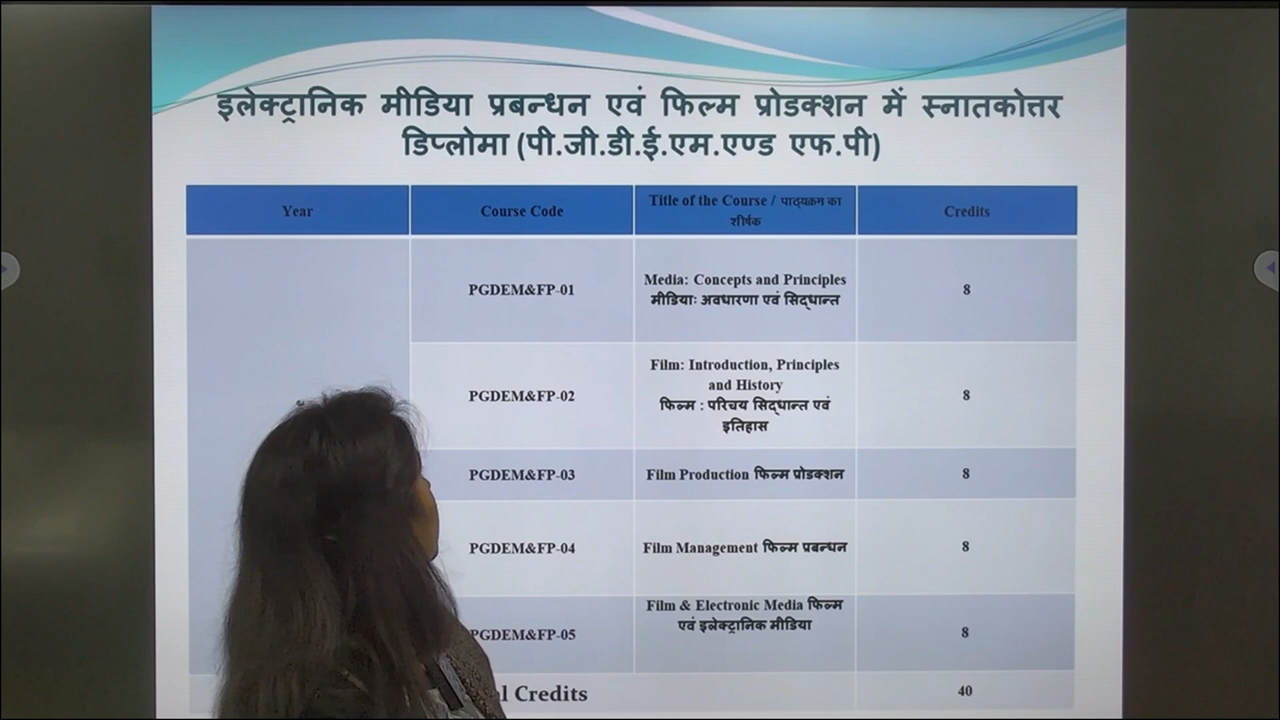 इलेक्ट्रानिक मीडिया प्रबन्धन एवं फिल्म प्रोडक्शन में स्नातकोत्तर
डिप्लोमा (पी.जी.डी.ई.एम.एण्ड एफ.पी)
Year Course Code Title of the Course / पाठ्यक्रम का
शीर्षक Credits
PGDEM&FP-01 Media: Concepts and Principles
मीडियाः अवधारणा एवं सिद्धान्त 8
PGDEM&FP-02 Film: Introduction, Principles
and History
फिल्म : परिचय सिद्धान्त एवं
इतिहास 8
PGDEM&FP-03 Film Production फिल्म प्रोडक्शन 8
PGDEM&FP-04 Film Management फिल्म प्रबन्धन 8
PGDEM&FP-05 Film & Electronic Media फिल्म
एवं इलेक्ट्रानिक मीडिया 8
Credits 40